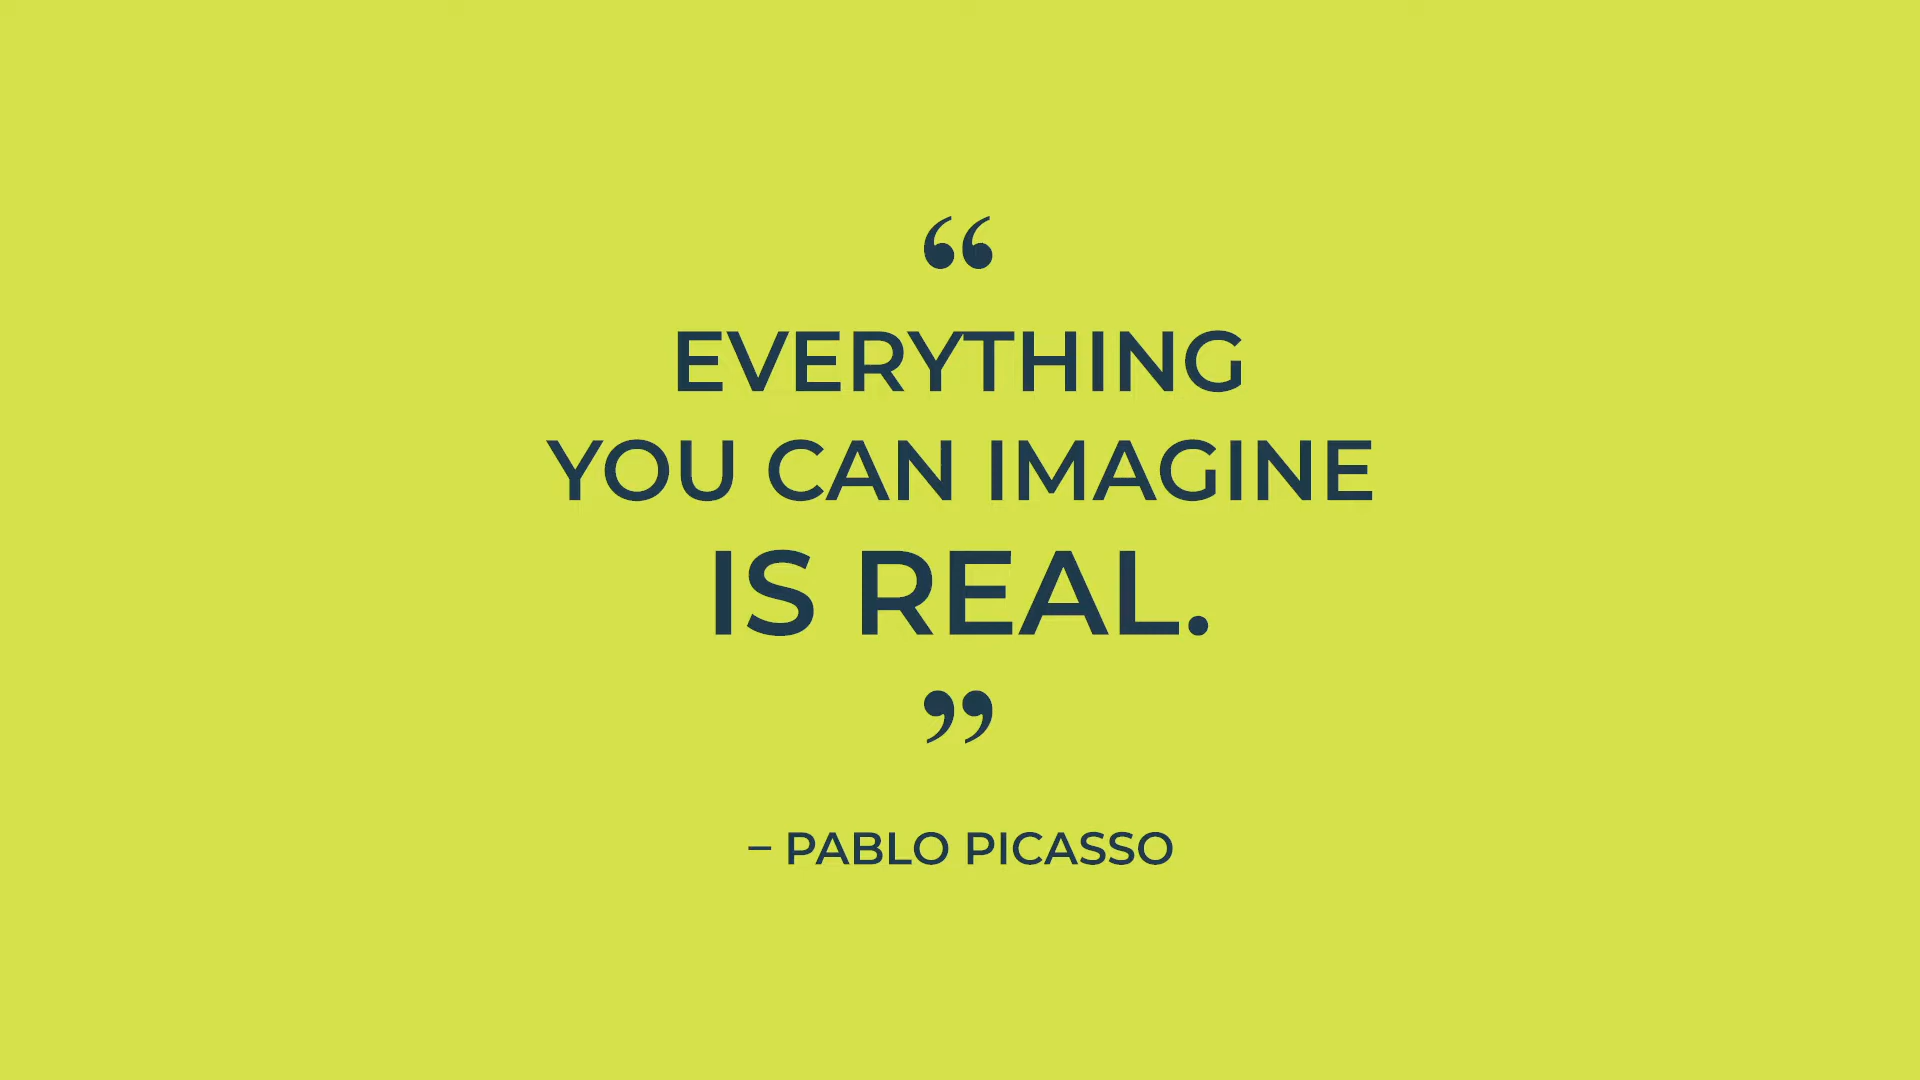 “
EVERYTHING
YOU CAN IMAGINE
IS REAL.
”
– PABLO PICASSO